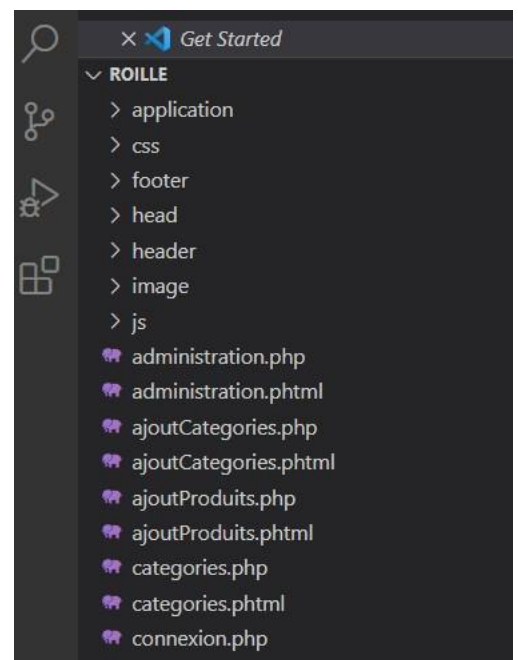 Get Started
ROILLE
application
css
footer
head
header
image
js
administration.php
administration.phtml
ajoutCategories.php
ajoutCategories.phtml
ajoutProduits.php
ajoutProduits.phtml
categories.php
categories.phtml
connexion.php